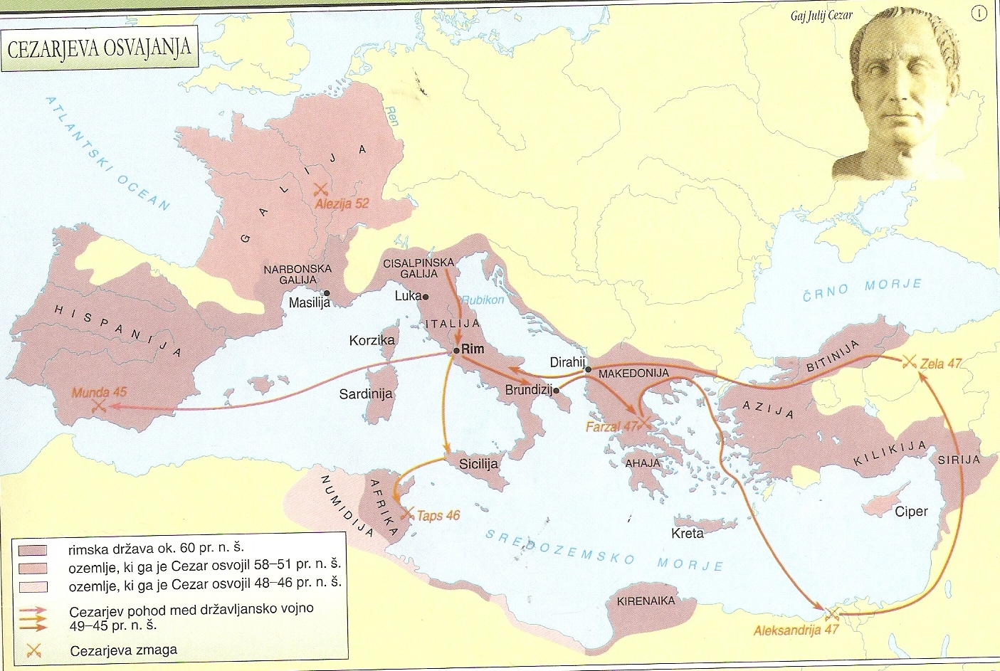 CEZARJEVA OSVAJANJA
Gaj Julij Cezar
1
ATLANTSKI OCEAN
Ren
GALIJA
Alezija 52
NARBONSKA
GALIJA
Masilija
CISALPINSKA
GALIJA
Luka
Rubikon
ITALIJA
HISPANIJA
Korzika
Rim
Sardinija
Munda 45
Brundizij
Dirahij
MAKEDONIJA
Farzal 47
AHAJA
ČRNO MORJE
BITINIJA
Zela 47
AZIJA
KILIKIJA
SIRIJA
Ciper
Kreta
Sicilija
NUMIDIJA
AFRIKA
Taps 46
SREDOZEMSKO MORJE
KIRENAIKA
Aleksandrija 47
rimska država ok. 60 pr. n. š.
ozemlje, ki ga je Cezar osvojil 58–51 pr. n. š.
ozemlje, ki ga je Cezar osvojil 48–46 pr. n. š.
Cezarjev pohod med državljansko vojno
49–45 pr. n. š.
Cezarjeva zmaga